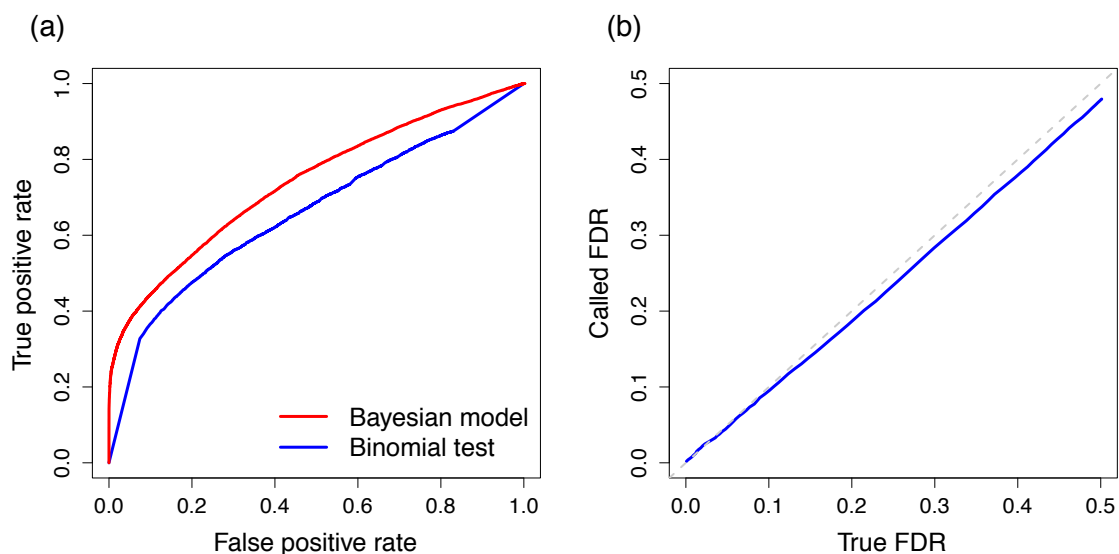 (a)
True positive rate
1.0
0.8
0.6
0.4
0.2
0.0
Bayesian model
Binomial test
0.0 0.2 0.4 0.6 0.8 1.0
False positive rate
(b)
Called FDR
0.5
0.4
0.3
0.2
0.1
0.0
0.0 0.1 0.2 0.3 0.4 0.5
True FDR